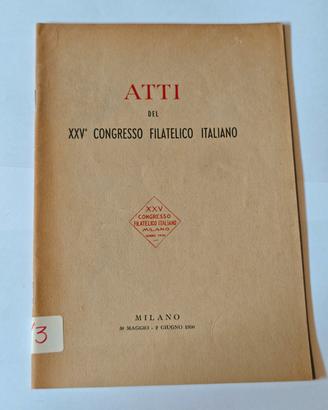 ATTI
DEL
XXV° CONGRESSO FILATELICO ITALIANO
XXV
CONGRESSO
FILATELICO ITALIANO
MILANO
MILANO
30 MAGGIO - 2 GIUGNO 1950
/3